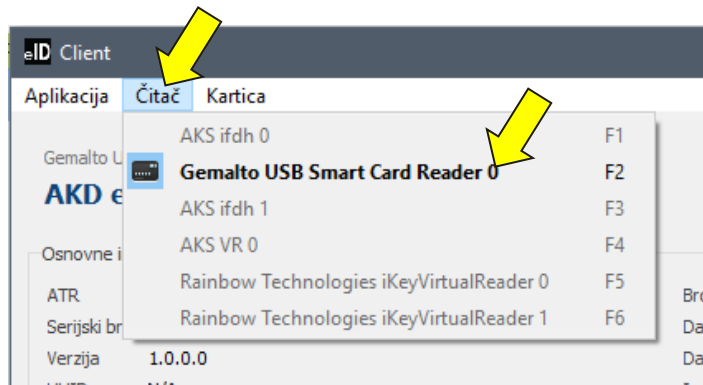 eID Client
Aplikacija Čitač Kartica
AKS ifdh 0 F1
Gemalto U
Gemalto USB Smart Card Reader 0 F2
AKD e
AKS ifdh 1 F3
AKS VR 0 F4
Osnovne i
Rainbow Technologies iKeyVirtualReader 0 F5
ATR Bro
Rainbow Technologies iKeyVirtualReader 1 F6
Serijski br Da
Verzija 1.0.0.0 Da